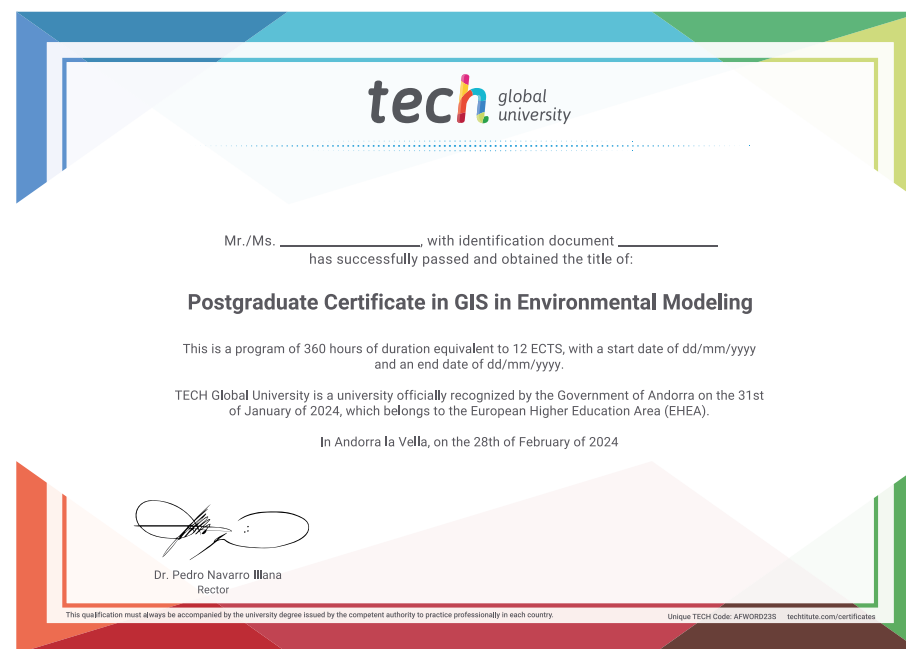 tech global university
Mr./Ms. ____________________, with identification document ______________
has successfully passed and obtained the title of:
Postgraduate Certificate in GIS in Environmental Modeling
This is a program of 360 hours of duration equivalent to 12 ECTS, with a start date of dd/mm/yyyy
and an end date of dd/mm/yyyy.
TECH Global University is a university officially recognized by the Government of Andorra on the 31st
of January of 2024, which belongs to the European Higher Education Area (EHEA).
In Andorra la Vella, on the 28th of February of 2024
Dr. Pedro Navarro Illana
Rector
This qualification must always be accompanied by the university degree issued by the competent authority to practice professionally in each country.
Unique TECH Code: AFWORD23S techtitute.com/certificates